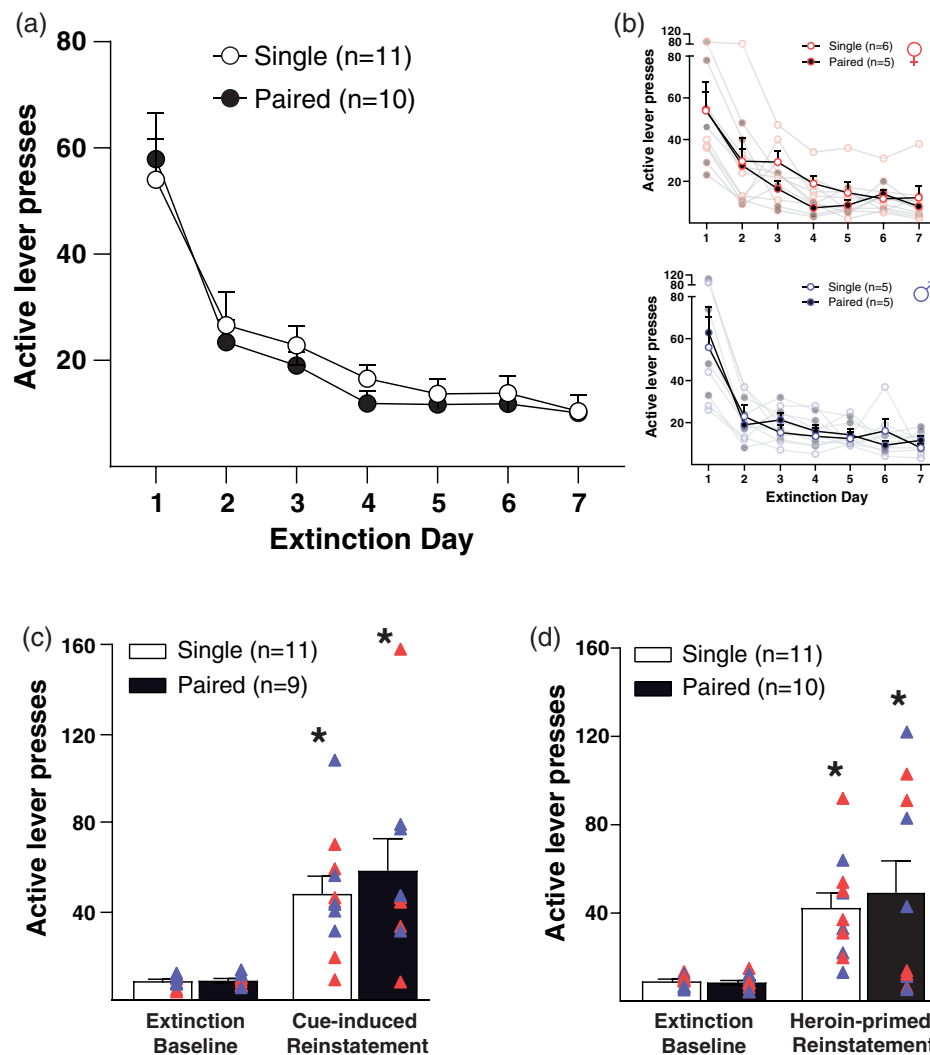 (a)
80
60
40
20
Active lever presses
Single (n=11)
Paired (n=10)
1 2 3 4 5 6 7
Extinction Day
(b)
120
80
60
40
20
Active lever presses
Single (n=6)
Paired (n=5)
♀
1 2 3 4 5 6 7
120
80
80
60
40
20
Active lever presses
Single (n=5)
Paired (n=5)
♂
1 2 3 4 5 6 7
Extinction Day
(c)
160
120
80
40
Active lever presses
Single (n=11)
Paired (n=9)
*
*
Extinction Baseline
Cue-induced Reinstatement
(d)
160
120
80
40
Active lever presses
Single (n=11)
Paired (n=10)
*
*
Extinction Baseline
Heroin-primed Reinstatement